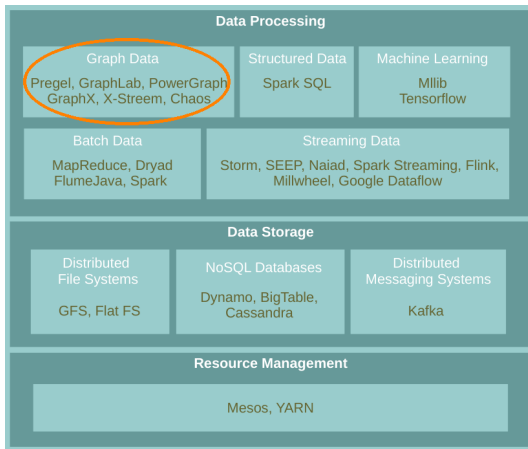 Data Processing
Graph Data
Pregel, GraphLab, PowerGraph
GraphX, X-Streem, Chaos
Structured Data
Spark SQL
Machine Learning
Mllib
Tensorflow
Batch Data
MapReduce, Dryad
FlumeJava, Spark
Streaming Data
Storm, SEEP, Naiad, Spark Streaming, Flink,
Millwheel, Google Dataflow
Data Storage
Distributed
File Systems
GFS, Flat FS
NoSQL Databases
Dynamo, BigTable,
Cassandra
Distributed
Messaging Systems
Kafka
Resource Management
Mesos, YARN